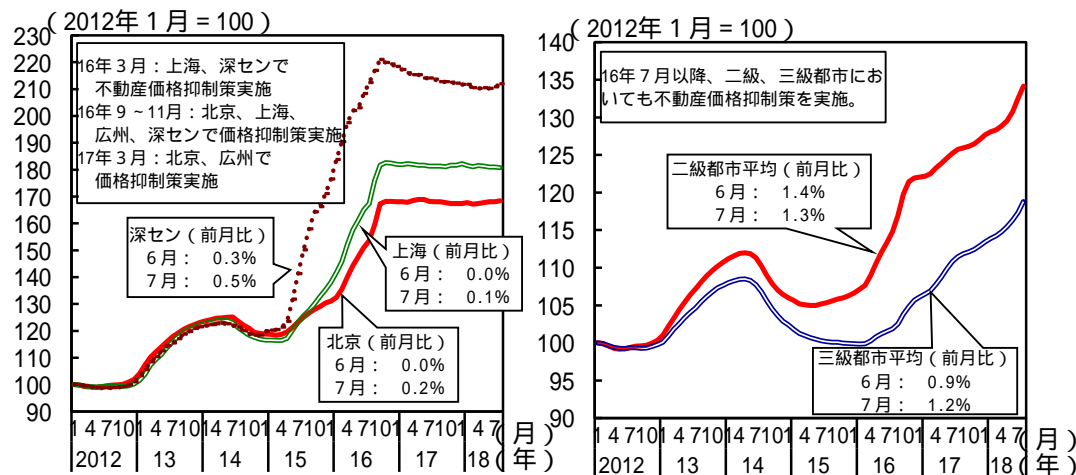 （2012年１月＝100）
230
220
210
200
190
180
170
160
150
140
130
120
110
100
90
16年３月：上海、深センで
不動産価格抑制策実施
16年９～11月：北京、上海、
広州、深センで価格抑制策実施
17年３月：北京、広州で
価格抑制策実施
深セン（前月比）
６月： 0.3%
７月： 0.5%
上海（前月比）
６月： 0.0%
７月： 0.1%
北京（前月比）
６月： 0.0%
７月： 0.2%
1 4 7 10 1 4 7 10 1 4 7 10 1 4 7 10 1 4 7 10 1 4 7 10 1 4 7（月）
2012 13 14 15 16 17 18（年）
（2012年１月＝100）
140
135
130
125
120
115
110
105
100
95
90
16年７月以降、二級、三級都市にお
いても不動産価格抑制策を実施。
二級都市平均（前月比）
６月： 1.4%
７月： 1.3%
三級都市平均（前月比）
６月： 0.9%
７月： 1.2%
1 4 7 10 1 4 7 10 1 4 7 10 1 4 7 10 1 4 7 10 1 4 7 10 1 4 7（月）
2012 13 14 15 16 17 18（年）